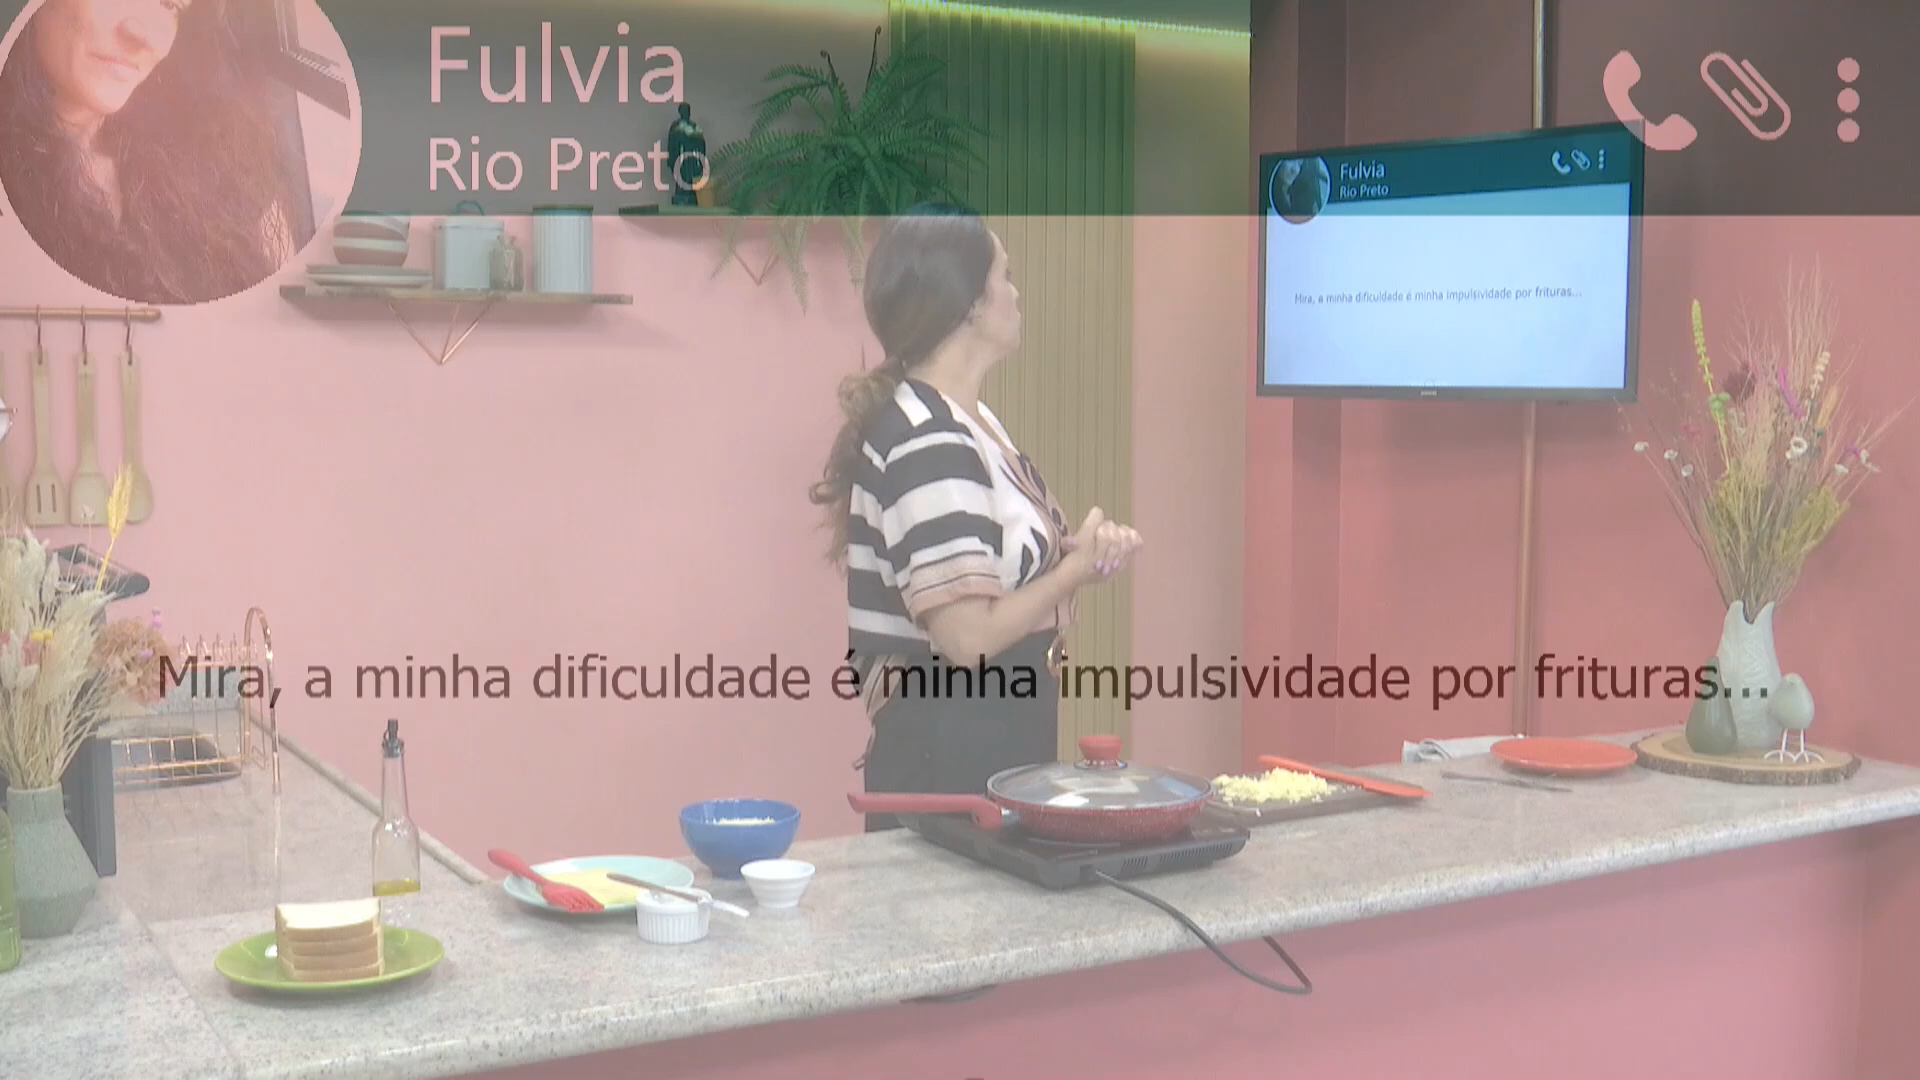 Fulvia
Rio Preto
Fulvia
Rio Preto
Mira, a minha dificuldade é minha impulsividade por frituras...
Mira, a minha dificuldade é minha impulsividade por frituras...